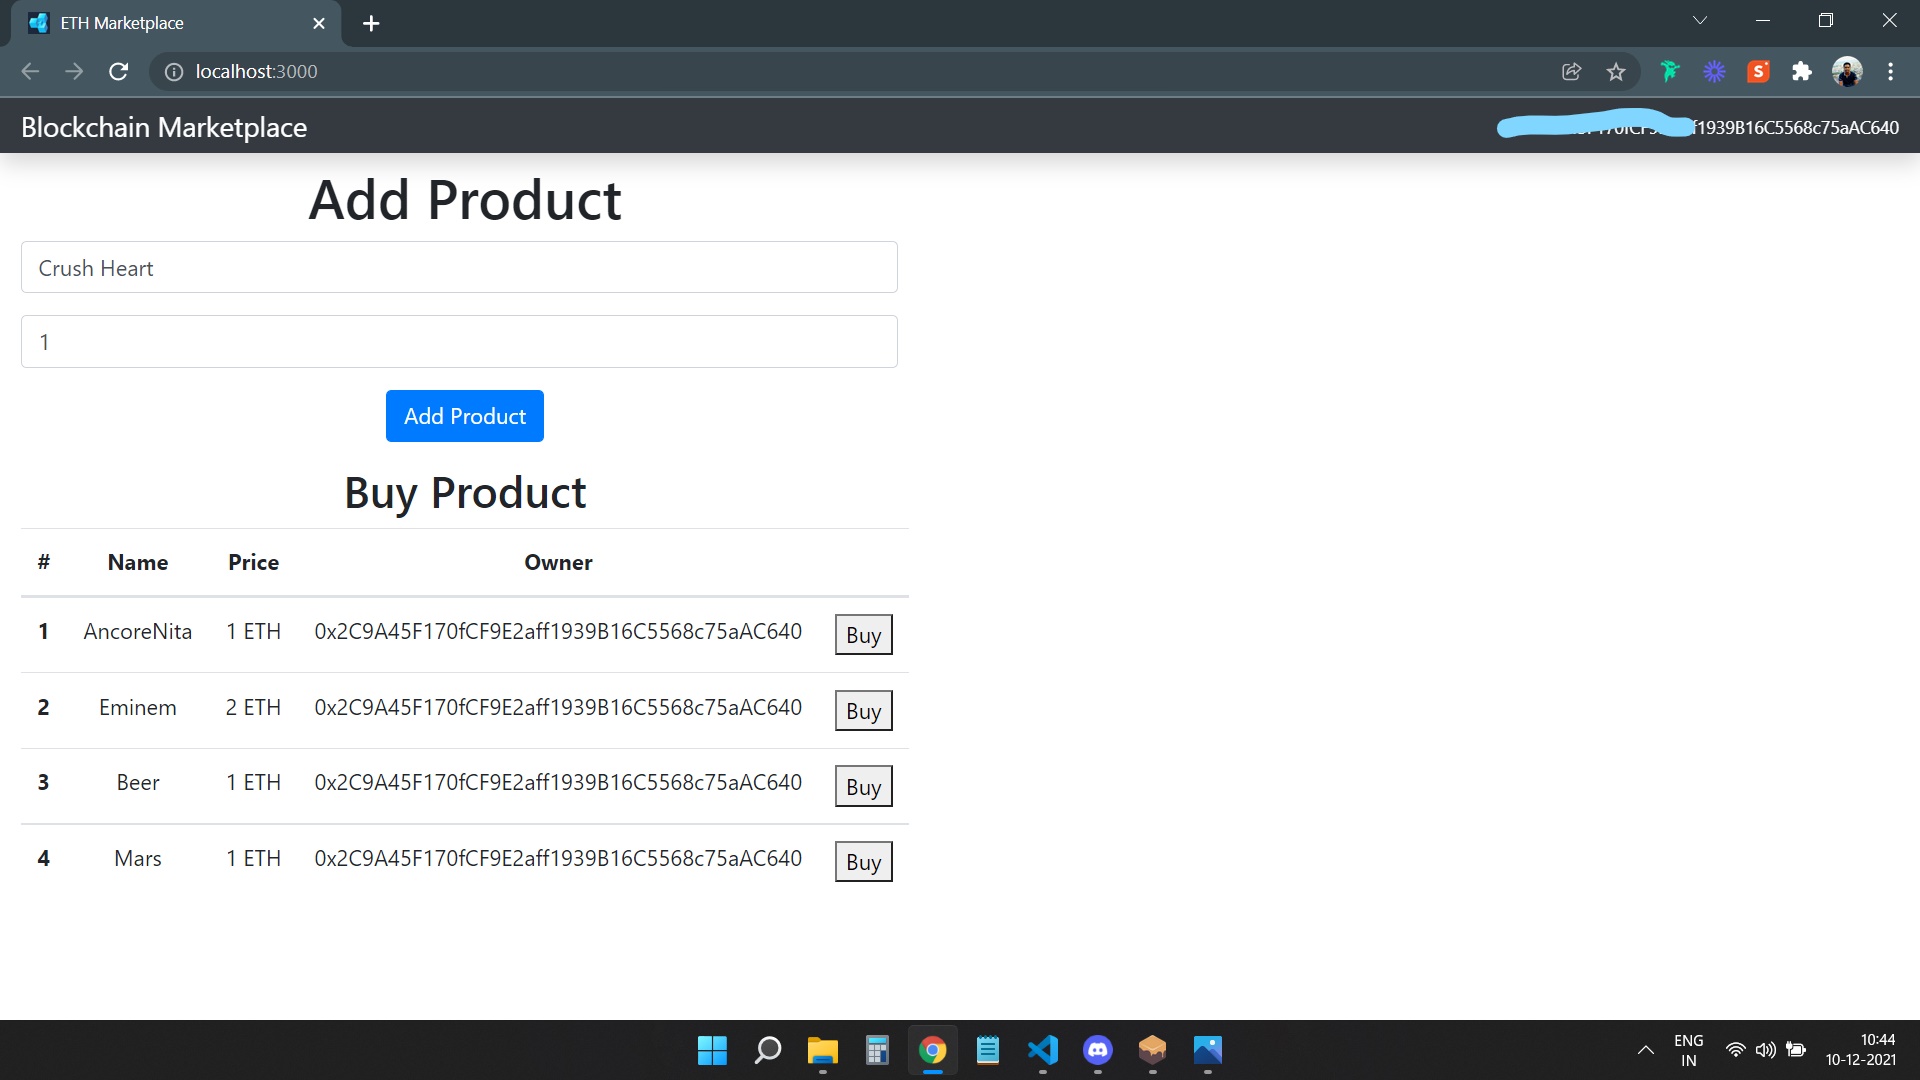 ETH Marketplace
localhost:3000
Blockchain Marketplace
f1939B16C5568c75aAC640
Add Product
Crush Heart
1
Add Product
Buy Product
# Name Price Owner
1 AncoreNita 1 ETH 0x2C9A45F170fCF9E2aff1939B16C5568c75aAC640 Buy
2 Eminem 2 ETH 0x2C9A45F170fCF9E2aff1939B16C5568c75aAC640 Buy
3 Beer 1 ETH 0x2C9A45F170fCF9E2aff1939B16C5568c75aAC640 Buy
4 Mars 1 ETH 0x2C9A45F170fCF9E2aff1939B16C5568c75aAC640 Buy
ENG 10:44
IN 10-12-2021